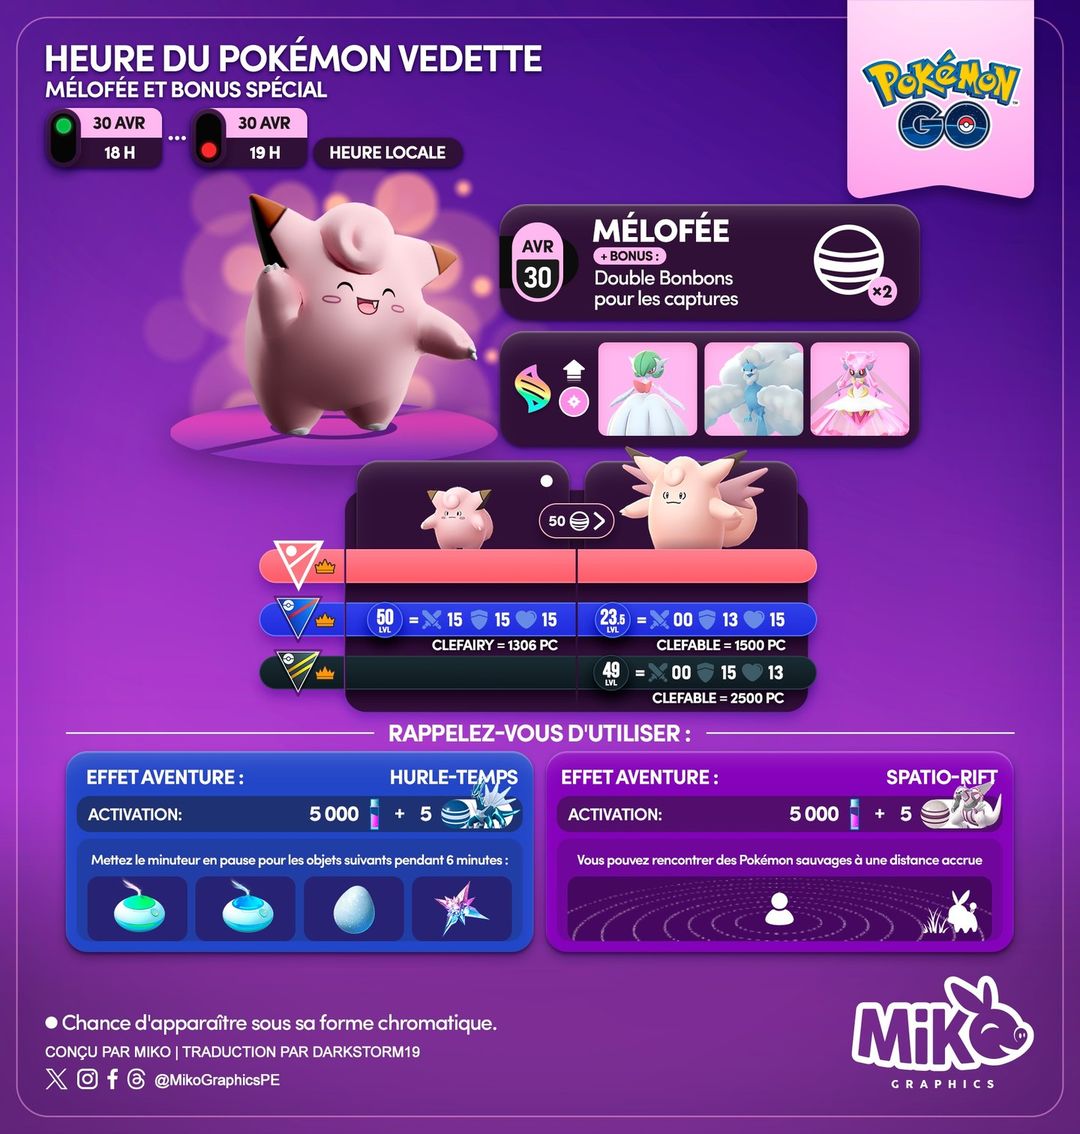 HEURE DU POKÉMON VEDETTE
MÉLOFÉE ET BONUS SPÉCIAL
30 AVR
18 H
...
30 AVR
19 H
HEURE LOCALE
POKÉMON
GO
AVR
30
MÉLOFÉE
+ BONUS :
Double Bonbons
pour les captures
×2
50
50 LVL = 15 15 15
23.5 LVL = 00 13 15
CLEFAIRY = 1306 PC
CLEFABLE = 1500 PC
49 LVL = 00 15 13
CLEFABLE = 2500 PC
RAPPELEZ-VOUS D'UTILISER :
EFFET AVENTURE :
HURLE-TEMPS
ACTIVATION:
5 000 + 5
Mettez le minuteur en pause pour les objets suivants pendant 6 minutes :
EFFET AVENTURE :
SPATIO-RIFT
ACTIVATION:
5 000 + 5
Vous pouvez rencontrer des Pokémon sauvages à une distance accrue
Chance d'apparaître sous sa forme chromatique.
CONÇU PAR MIKO | TRADUCTION PAR DARKSTORM19
@MikoGraphicsPE
MiKO
GRAPHICS